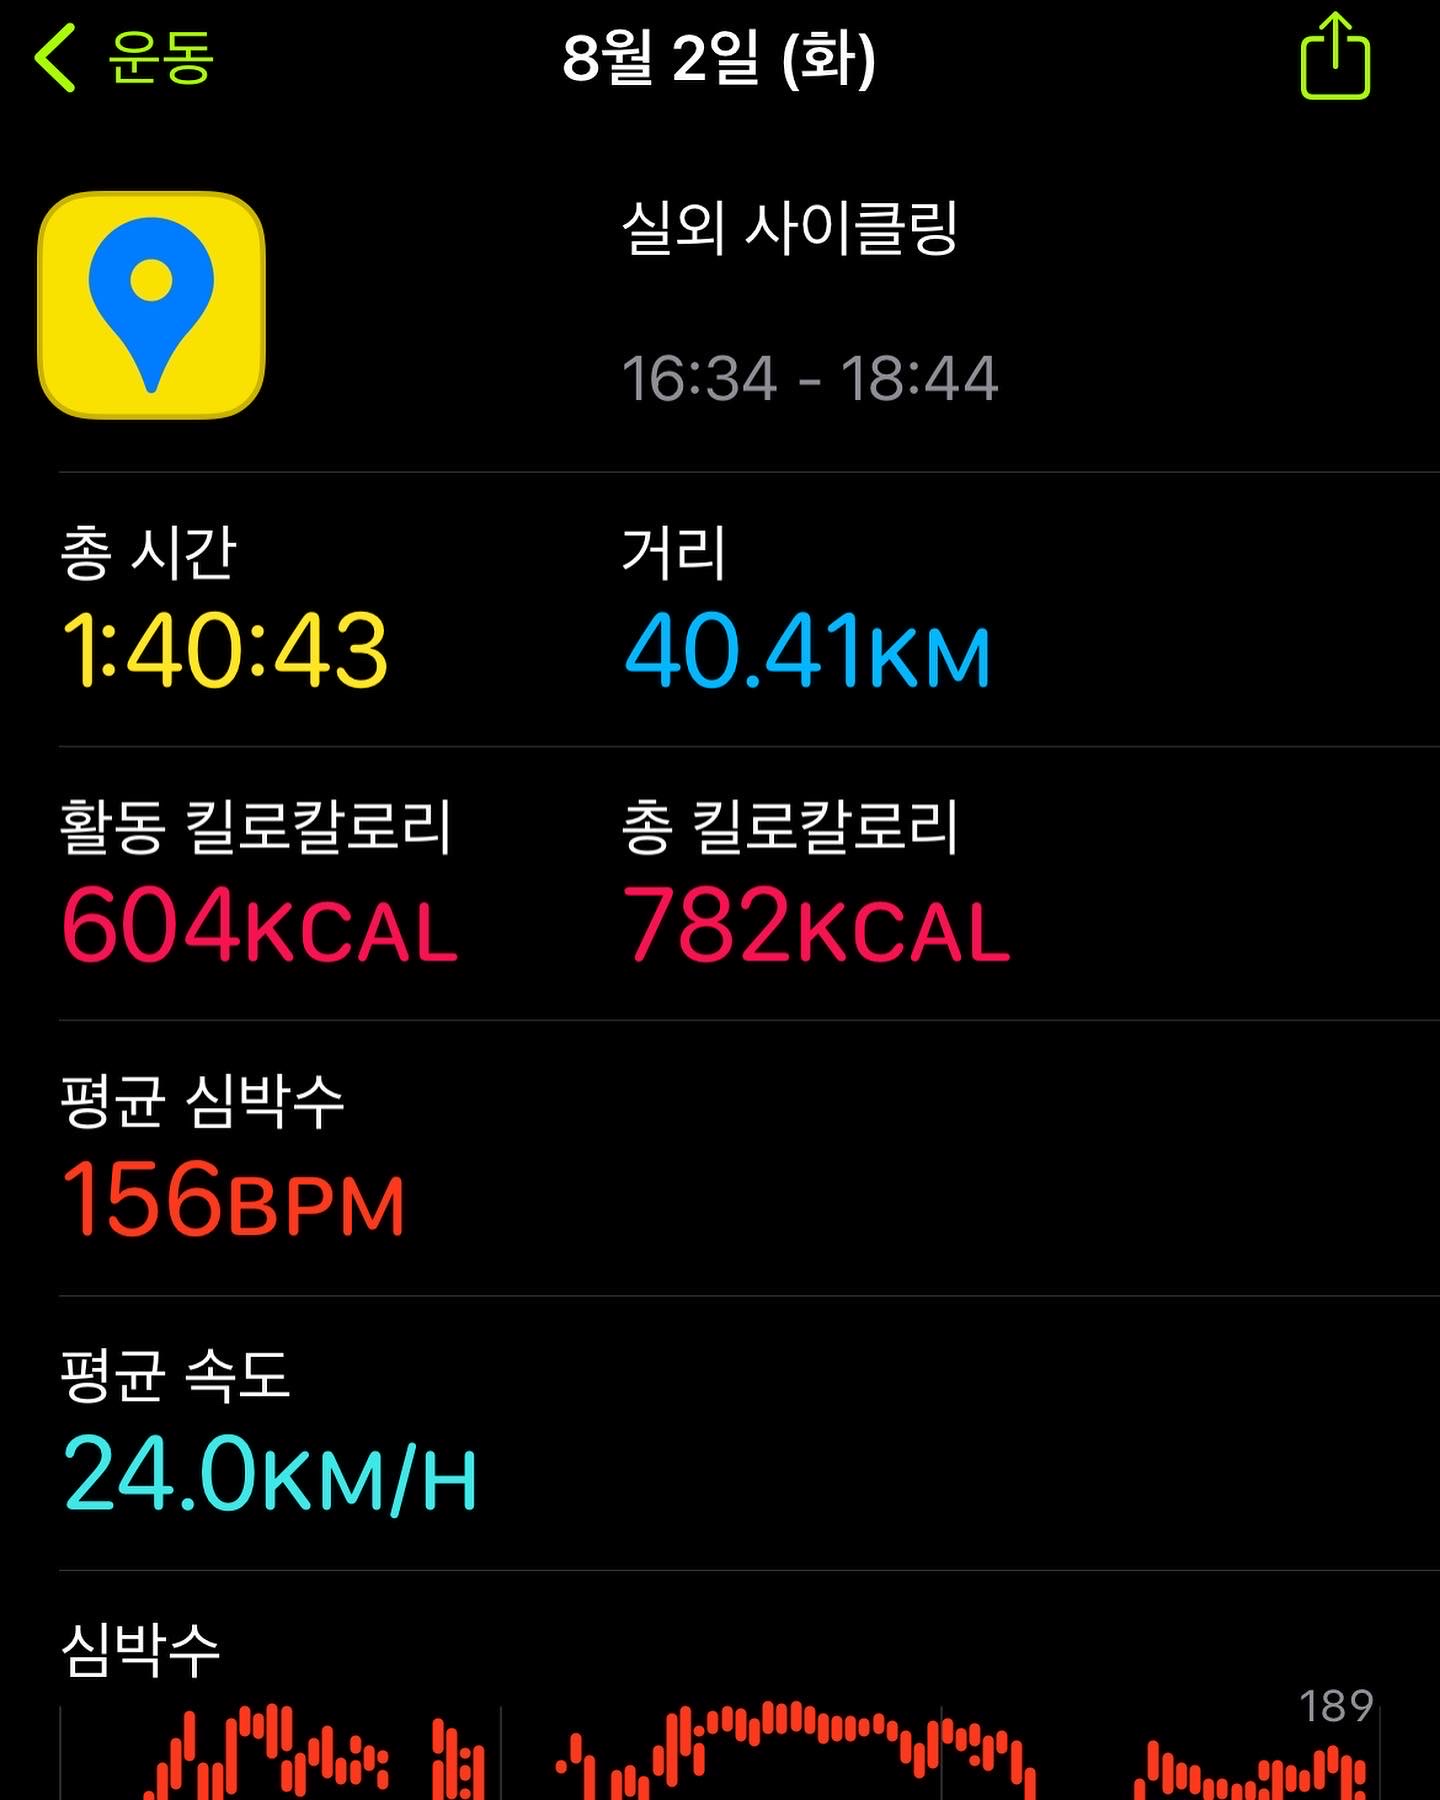 운동
8월 2일 (화)
실외 사이클링
16:34 - 18:44
총 시간
거리
1:40:43
40.41KM
활동 킬로칼로리
총 킬로칼로리
604KCAL
782KCAL
평균 심박수
156BPM
평균 속도
24.0KM/H
심박수
189